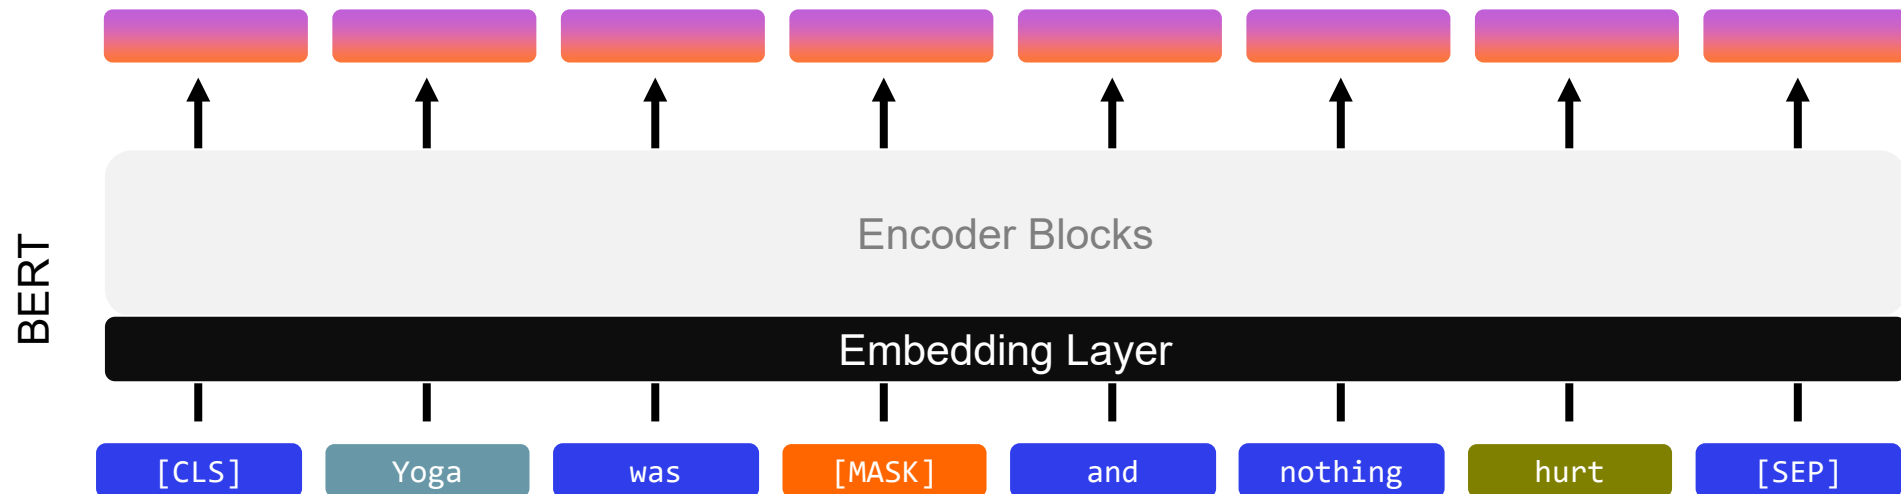 BERT
Encoder Blocks
Embedding Layer
[CLS] Yoga was [MASK] and nothing hurt [SEP]